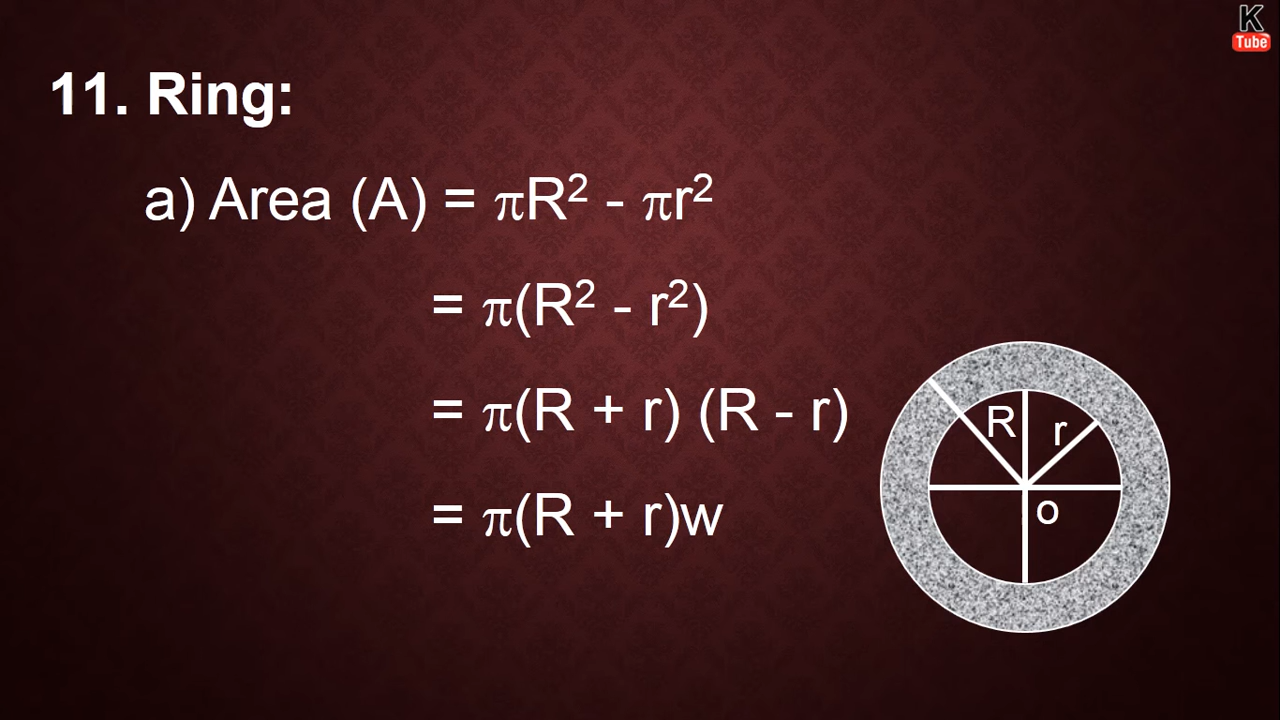 K
Tube
11. Ring:
a) Area (A) = πR² - πr²
= π(R² - r²)
= π(R + r) (R - r)
= π(R + r)w
R
r
o